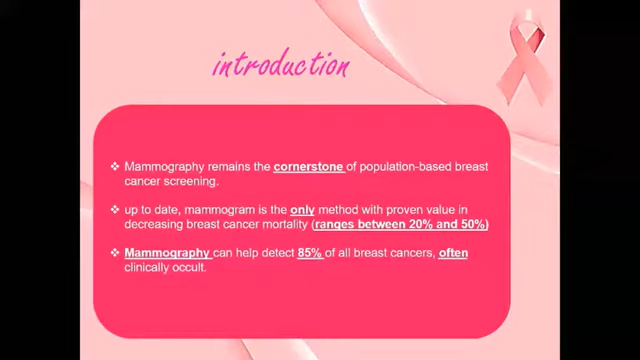 introduction
❖ Mammography remains the cornerstone of population-based breast
cancer screening.
❖ up to date, mammogram is the only method with proven value in
decreasing breast cancer mortality (ranges between 20% and 50%)
❖ Mammography can help detect 85% of all breast cancers, often
clinically occult.